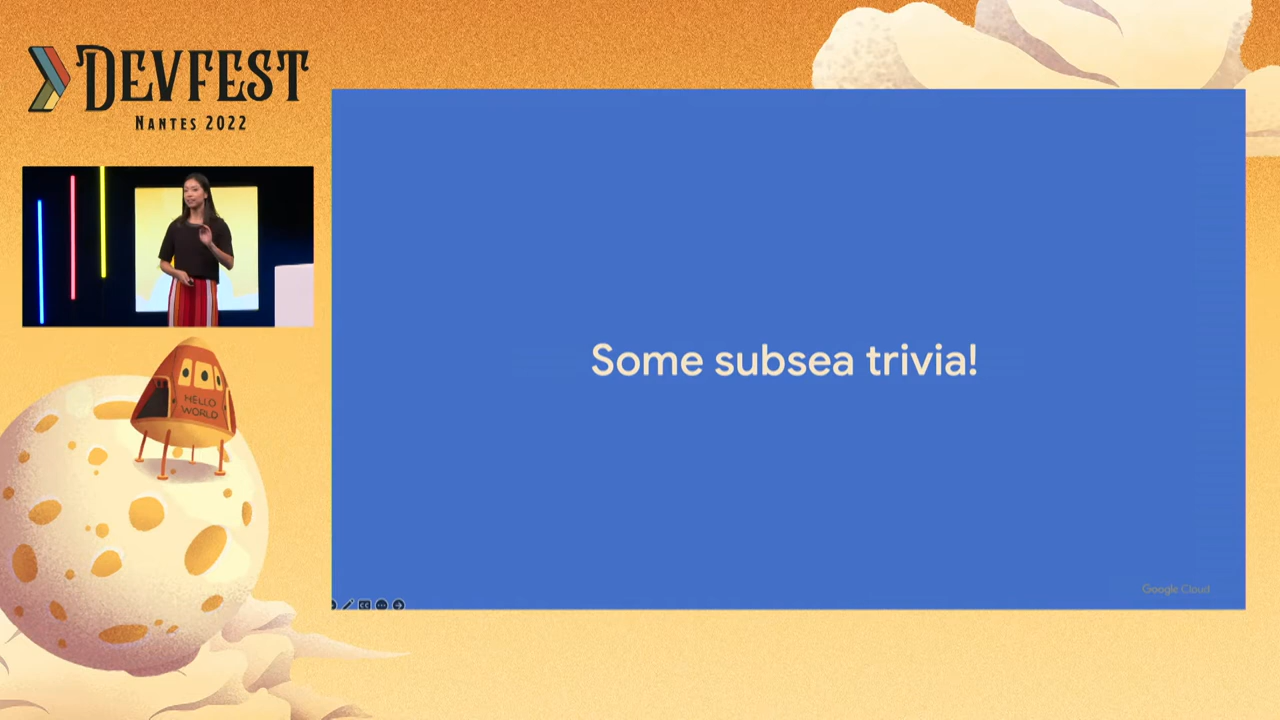 DEVFEST
NANTES 2022
HELLO
WORLD
Some subsea trivia!
Google Cloud